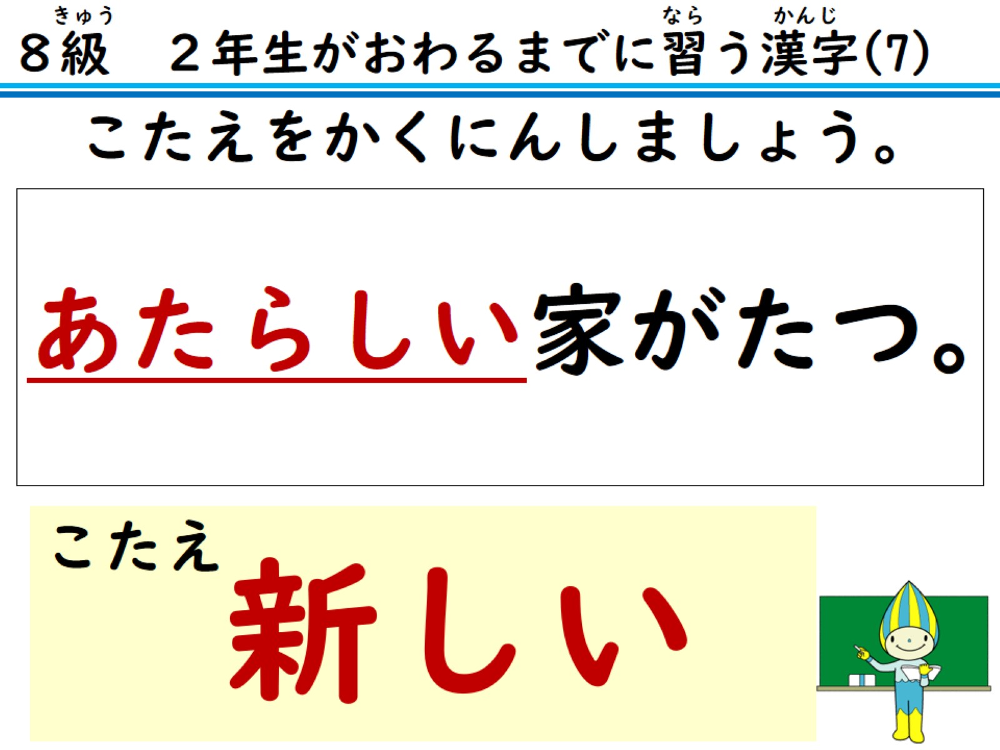 きゅう なら かんじ
8級 2年生がおわるまでに習う漢字(7)
こたえをかくにんしましょう。
あたらしい家がたつ。
こたえ
新しい